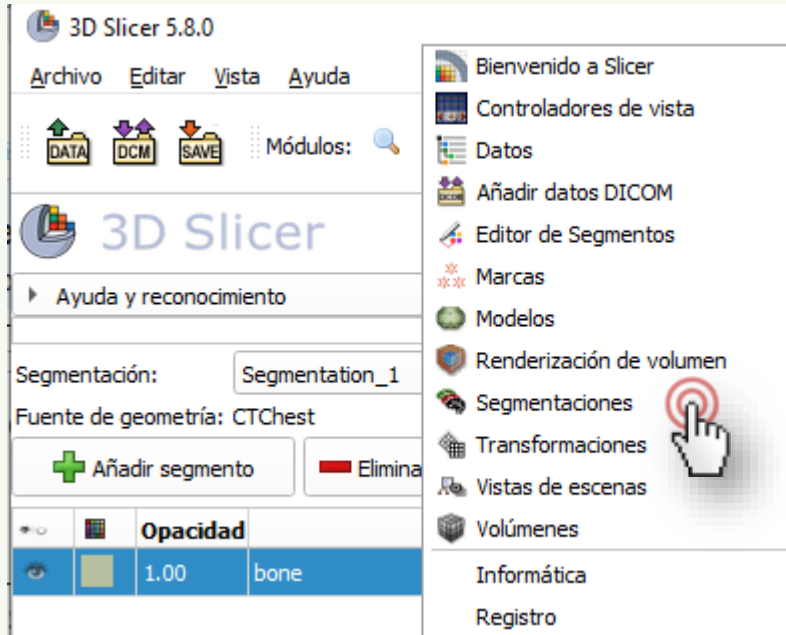 3D Slicer 5.8.0
Archivo Editar Vista Ayuda
DATA DCM SAVE Módulos:
3D Slicer
Ayuda y reconocimiento
Segmentación: Segmentation_1
Fuente de geometría: CTChest
Añadir segmento Elimina
Opacidad
1.00 bone
Bienvenido a Slicer
Controladores de vista
Datos
Añadir datos DICOM
Editor de Segmentos
Marcas
Modelos
Renderización de volumen
Segmentaciones
Transformaciones
Vistas de escenas
Volúmenes
Informática
Registro